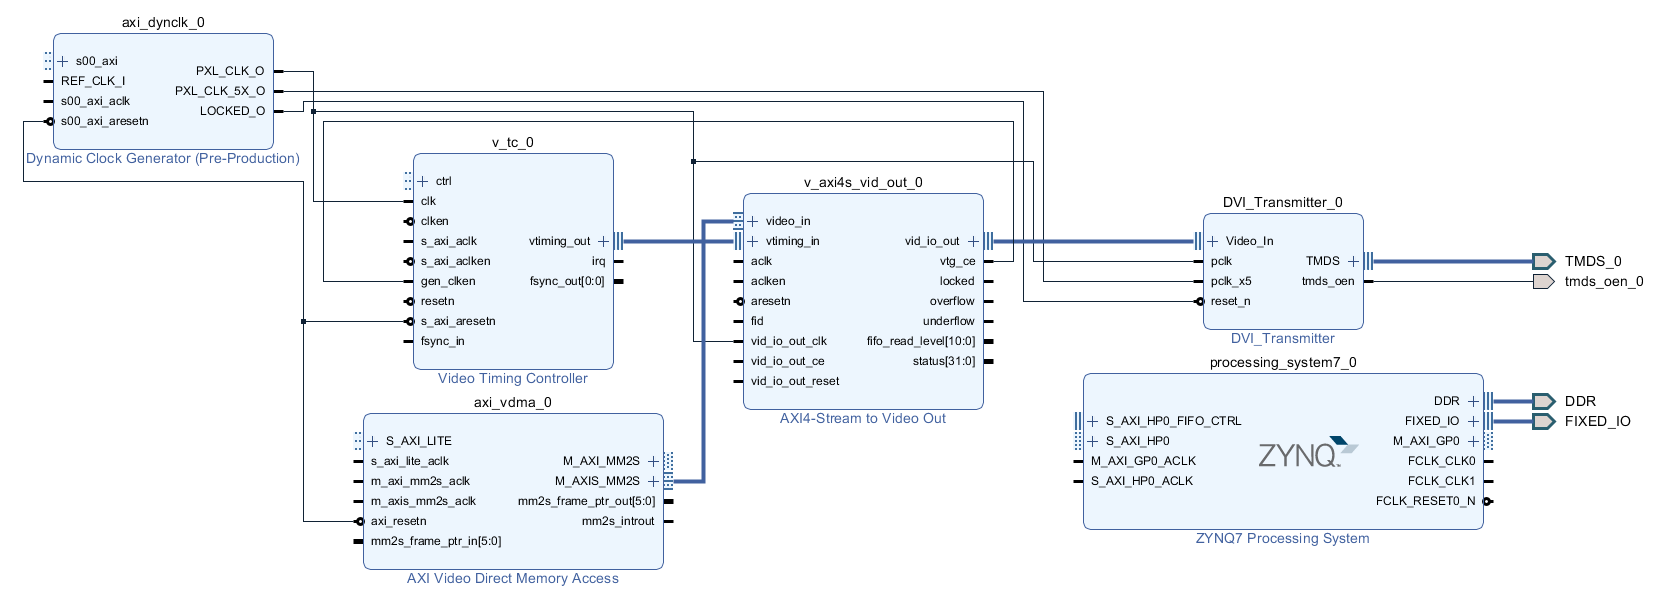 axi_dynclk_0
s00_axi
REF_CLK_I
s00_axi_aclk
s00_axi_aresetn
PXL_CLK_O
PXL_CLK_5X_O
LOCKED_O
Dynamic Clock Generator (Pre-Production)
v_tc_0
ctrl
clk
clken
s_axi_aclk
s_axi_aclken
gen_clken
resetn
s_axi_aresetn
fsync_in
vtiming_out
irq
fsync_out[0:0]
Video Timing Controller
axi_vdma_0
S_AXI_LITE
s_axi_lite_aclk
m_axi_mm2s_aclk
m_axis_mm2s_aclk
axi_resetn
mm2s_frame_ptr_in[5:0]
M_AXI_MM2S
M_AXIS_MM2S
mm2s_frame_ptr_out[5:0]
mm2s_introut
AXI Video Direct Memory Access
v_axi4s_vid_out_0
video_in
vtiming_in
aclk
aclken
aresetn
fid
vid_io_out_clk
vid_io_out_ce
vid_io_out_reset
vid_io_out
vtg_ce
locked
overflow
underflow
fifo_read_level[10:0]
status[31:0]
AXI4-Stream to Video Out
DVI_Transmitter_0
Video_In
pclk
pclk_x5
reset_n
TMDS
tmds_oen
DVI_Transmitter
TMDS_0
tmds_oen_0
processing_system7_0
S_AXI_HP0_FIFO_CTRL
S_AXI_HP0
M_AXI_GP0_ACLK
S_AXI_HP0_ACLK
ZYNQ
DDR
FIXED_IO
M_AXI_GP0
FCLK_CLK0
FCLK_CLK1
FCLK_RESET0_N
ZYNQ7 Processing System
DDR
FIXED_IO